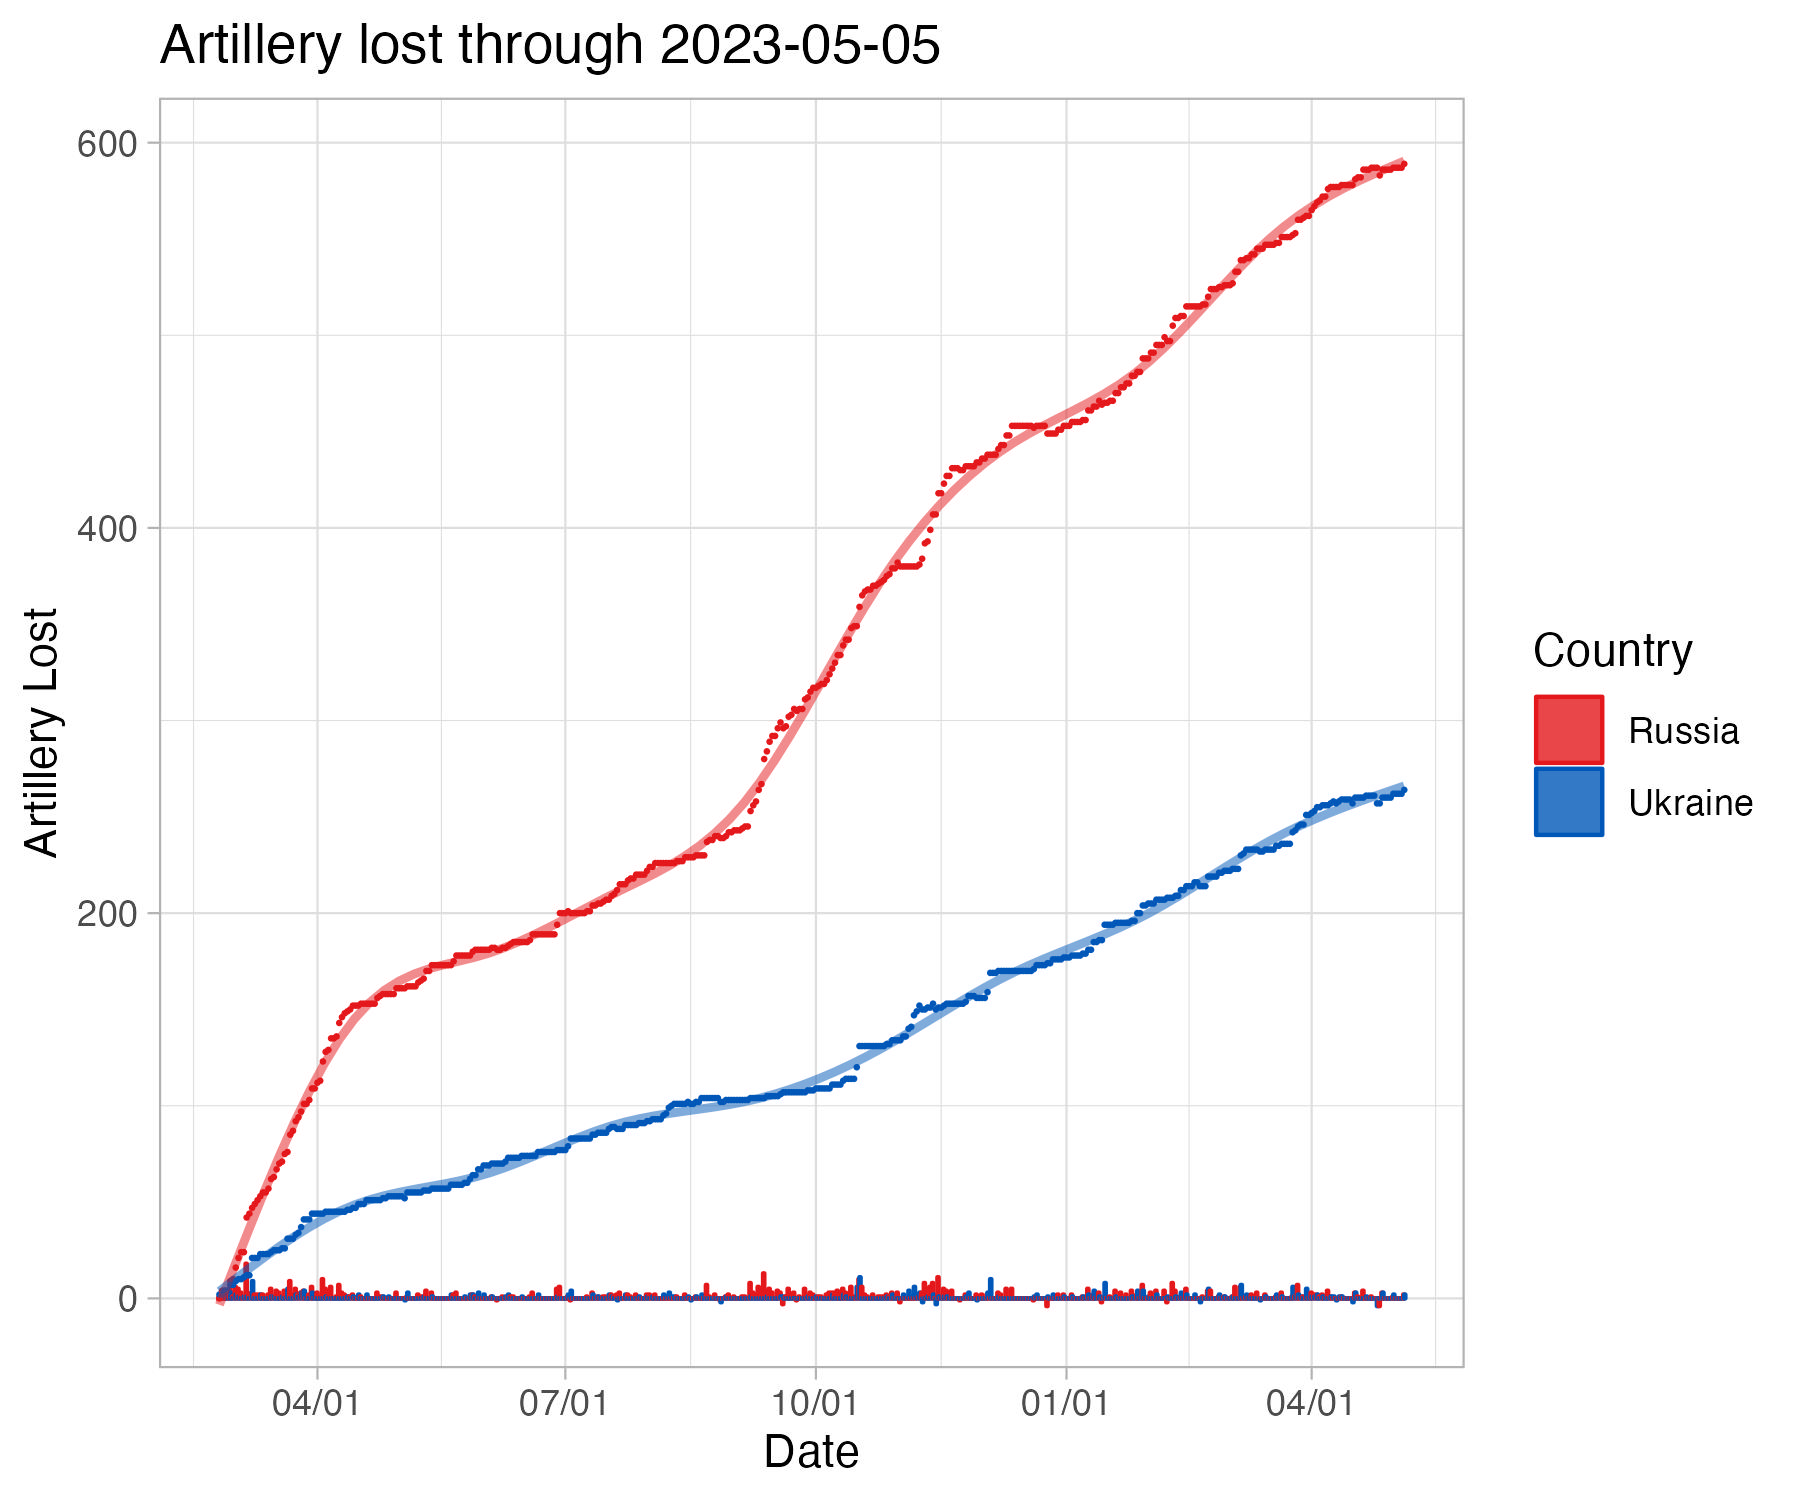 Artillery lost through 2023-05-05
600
400
200
0
Artillery Lost
04/01
07/01
10/01
01/01
04/01
Date
Country
Russia
Ukraine